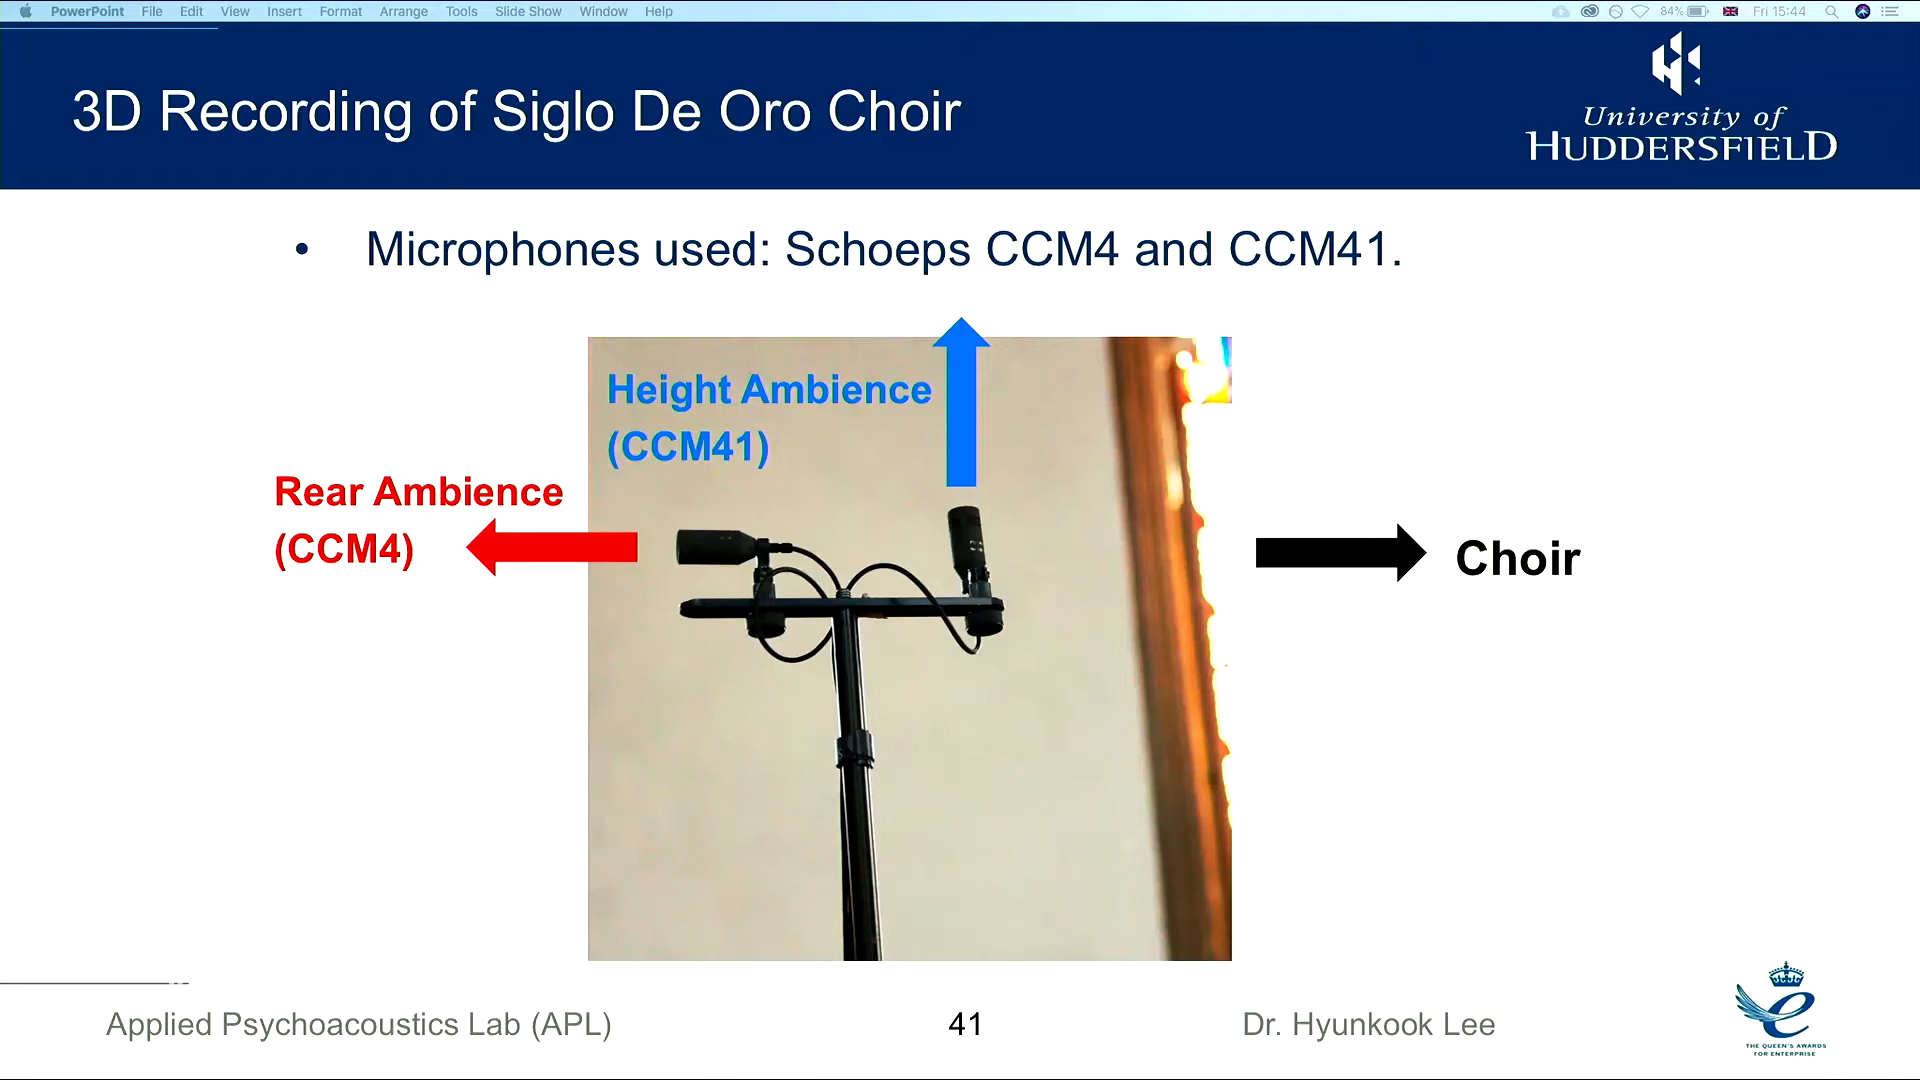 PowerPoint File Edit View Insert Format Arrange Tools Slide Show Window Help 84% Fri 15:44
3D Recording of Siglo De Oro Choir
University of
HUDDERSFIELD
• Microphones used: Schoeps CCM4 and CCM41.
Height Ambience
(CCM41)
Rear Ambience
(CCM4)
Choir
Applied Psychoacoustics Lab (APL) 41 Dr. Hyunkook Lee
THE QUEEN'S AWARDS
FOR ENTERPRISE